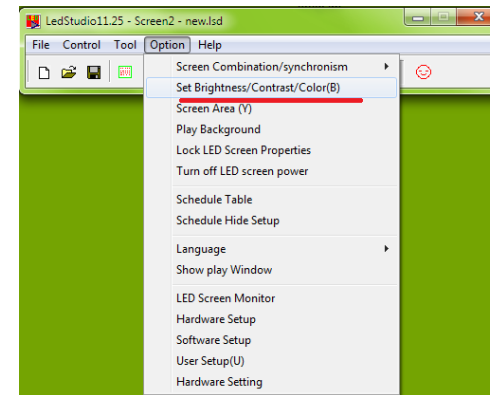 LedStudio11.25 - Screen2 - new.lsd
File Control Tool Option Help
Screen Combination/synchronism
Set Brightness/Contrast/Color(B)
Screen Area (Y)
Play Background
Lock LED Screen Properties
Turn off LED screen power
Schedule Table
Schedule Hide Setup
Language
Show play Window
LED Screen Monitor
Hardware Setup
Software Setup
User Setup(U)
Hardware Setting